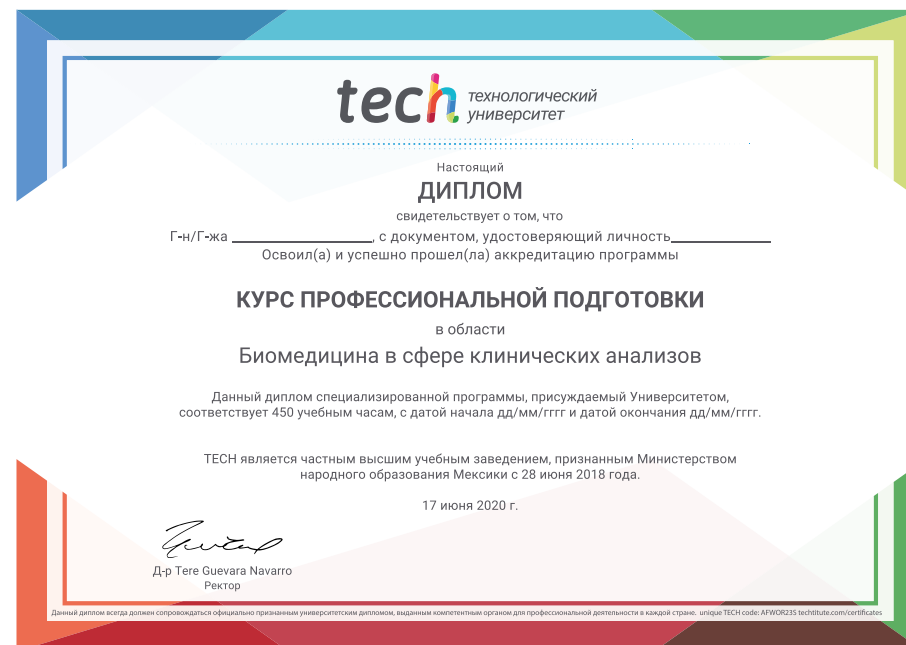 tech технологический
университет
Настоящий
ДИПЛОМ
свидетельствует о том, что
Г-н/Г-жа ____________________, с документом, удостоверяющий личность______________
Освоил(а) и успешно прошел(ла) аккредитацию программы
КУРС ПРОФЕССИОНАЛЬНОЙ ПОДГОТОВКИ
в области
Биомедицина в сфере клинических анализов
Данный диплом специализированной программы, присуждаемый Университетом,
соответствует 450 учебным часам, с датой начала дд/мм/гггг и датой окончания дд/мм/гггг.
TECH является частным высшим учебным заведением, признанным Министерством
народного образования Мексики с 28 июня 2018 года.
17 июня 2020 г.
Д-р Tere Guevara Navarro
Ректор
Данный диплом всегда должен сопровождаться официально признанным университетским дипломом, выданным компетентным органом для профессиональной деятельности в каждой стране. unique TECH code: AFWOR23S techtitute.com/certificates